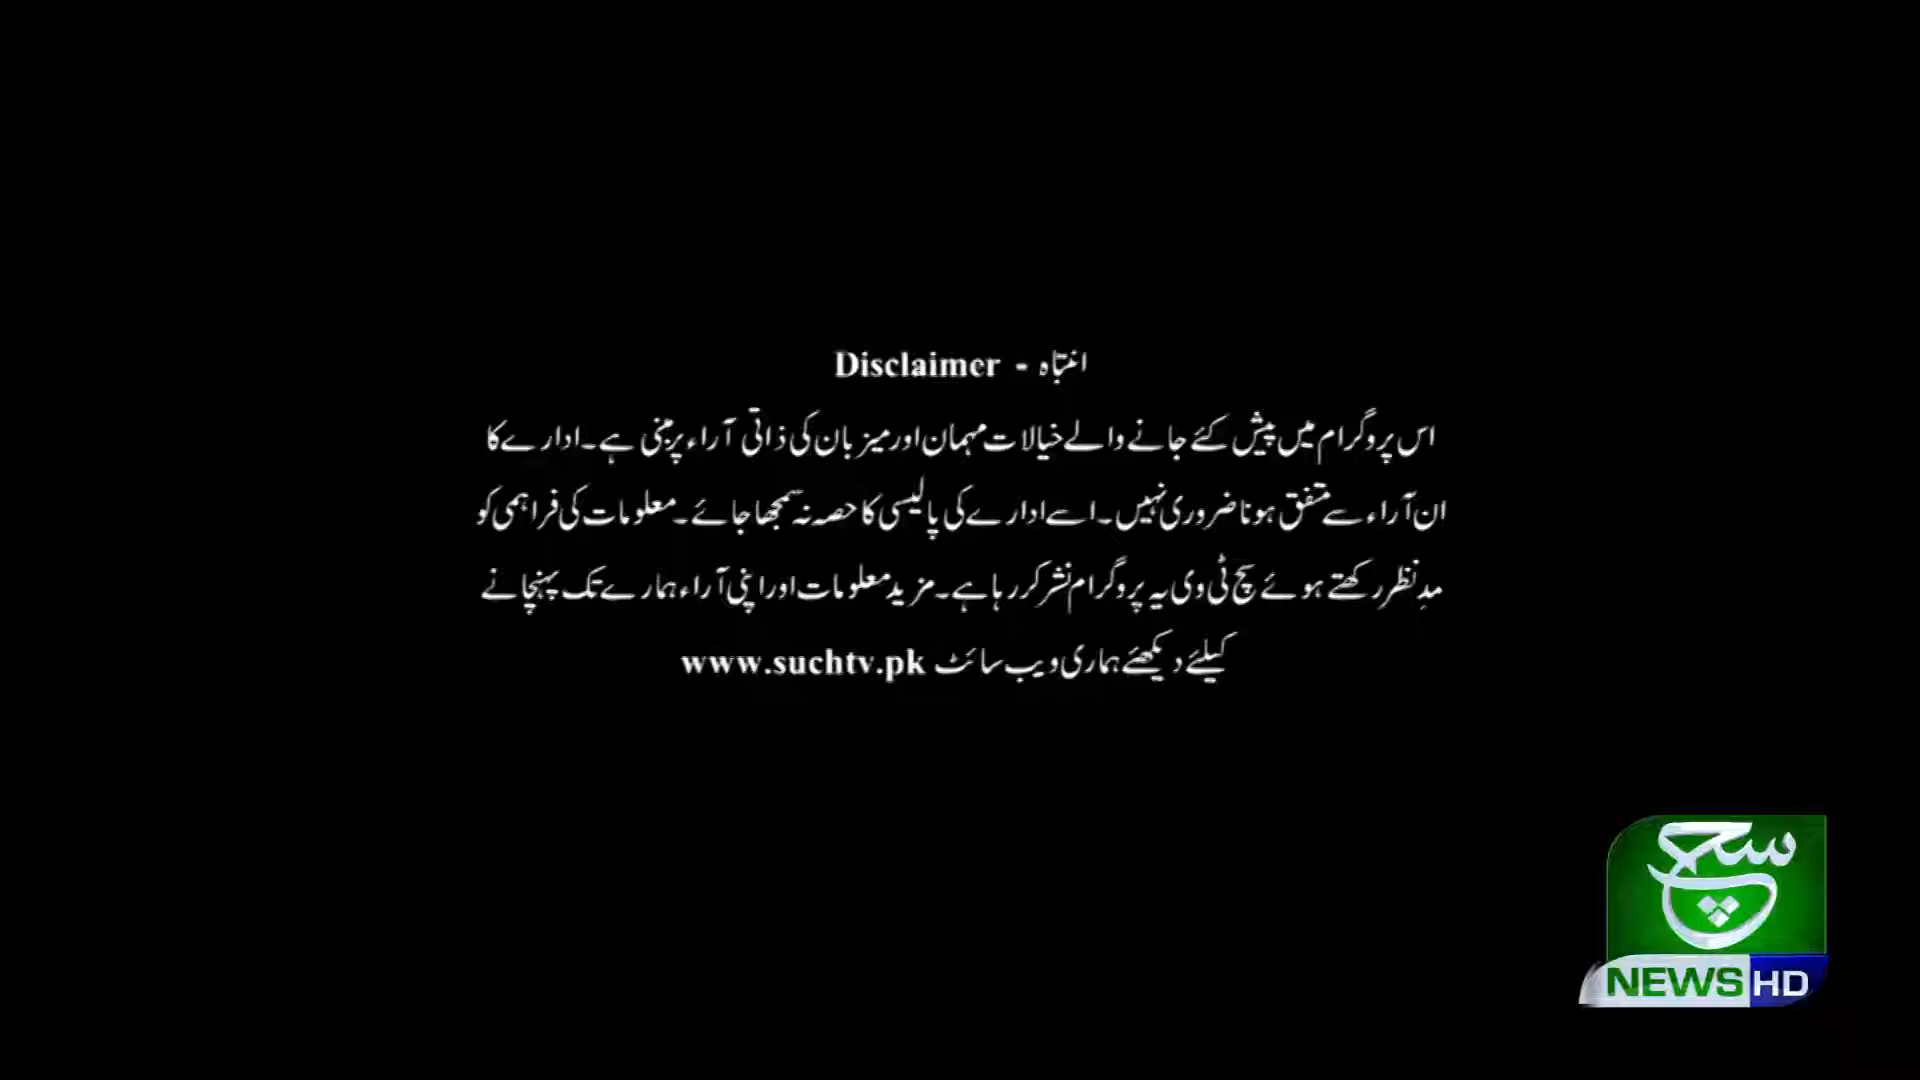 انتباہ - Disclaimer
اس پروگرام میں پیش کئے جانے والے خیالات مہمان اور میزبان کی ذاتی آراء پر مبنی ہے۔ ادارے کا
ان آراء سے متفق ہونا ضروری نہیں۔ اسے ادارے کی پالیسی کا حصہ نہ سمجھا جائے۔ معلومات کی فراہمی کو
مدِنظر رکھتے ہوئے سچ ٹی وی یہ پروگرام نشر کر رہا ہے۔ مزید معلومات اور اپنی آراء ہمارے تک پہنچانے
کیلئے دیکھئے ہماری ویب سائٹ www.suchtv.pk
سچ
NEWS HD